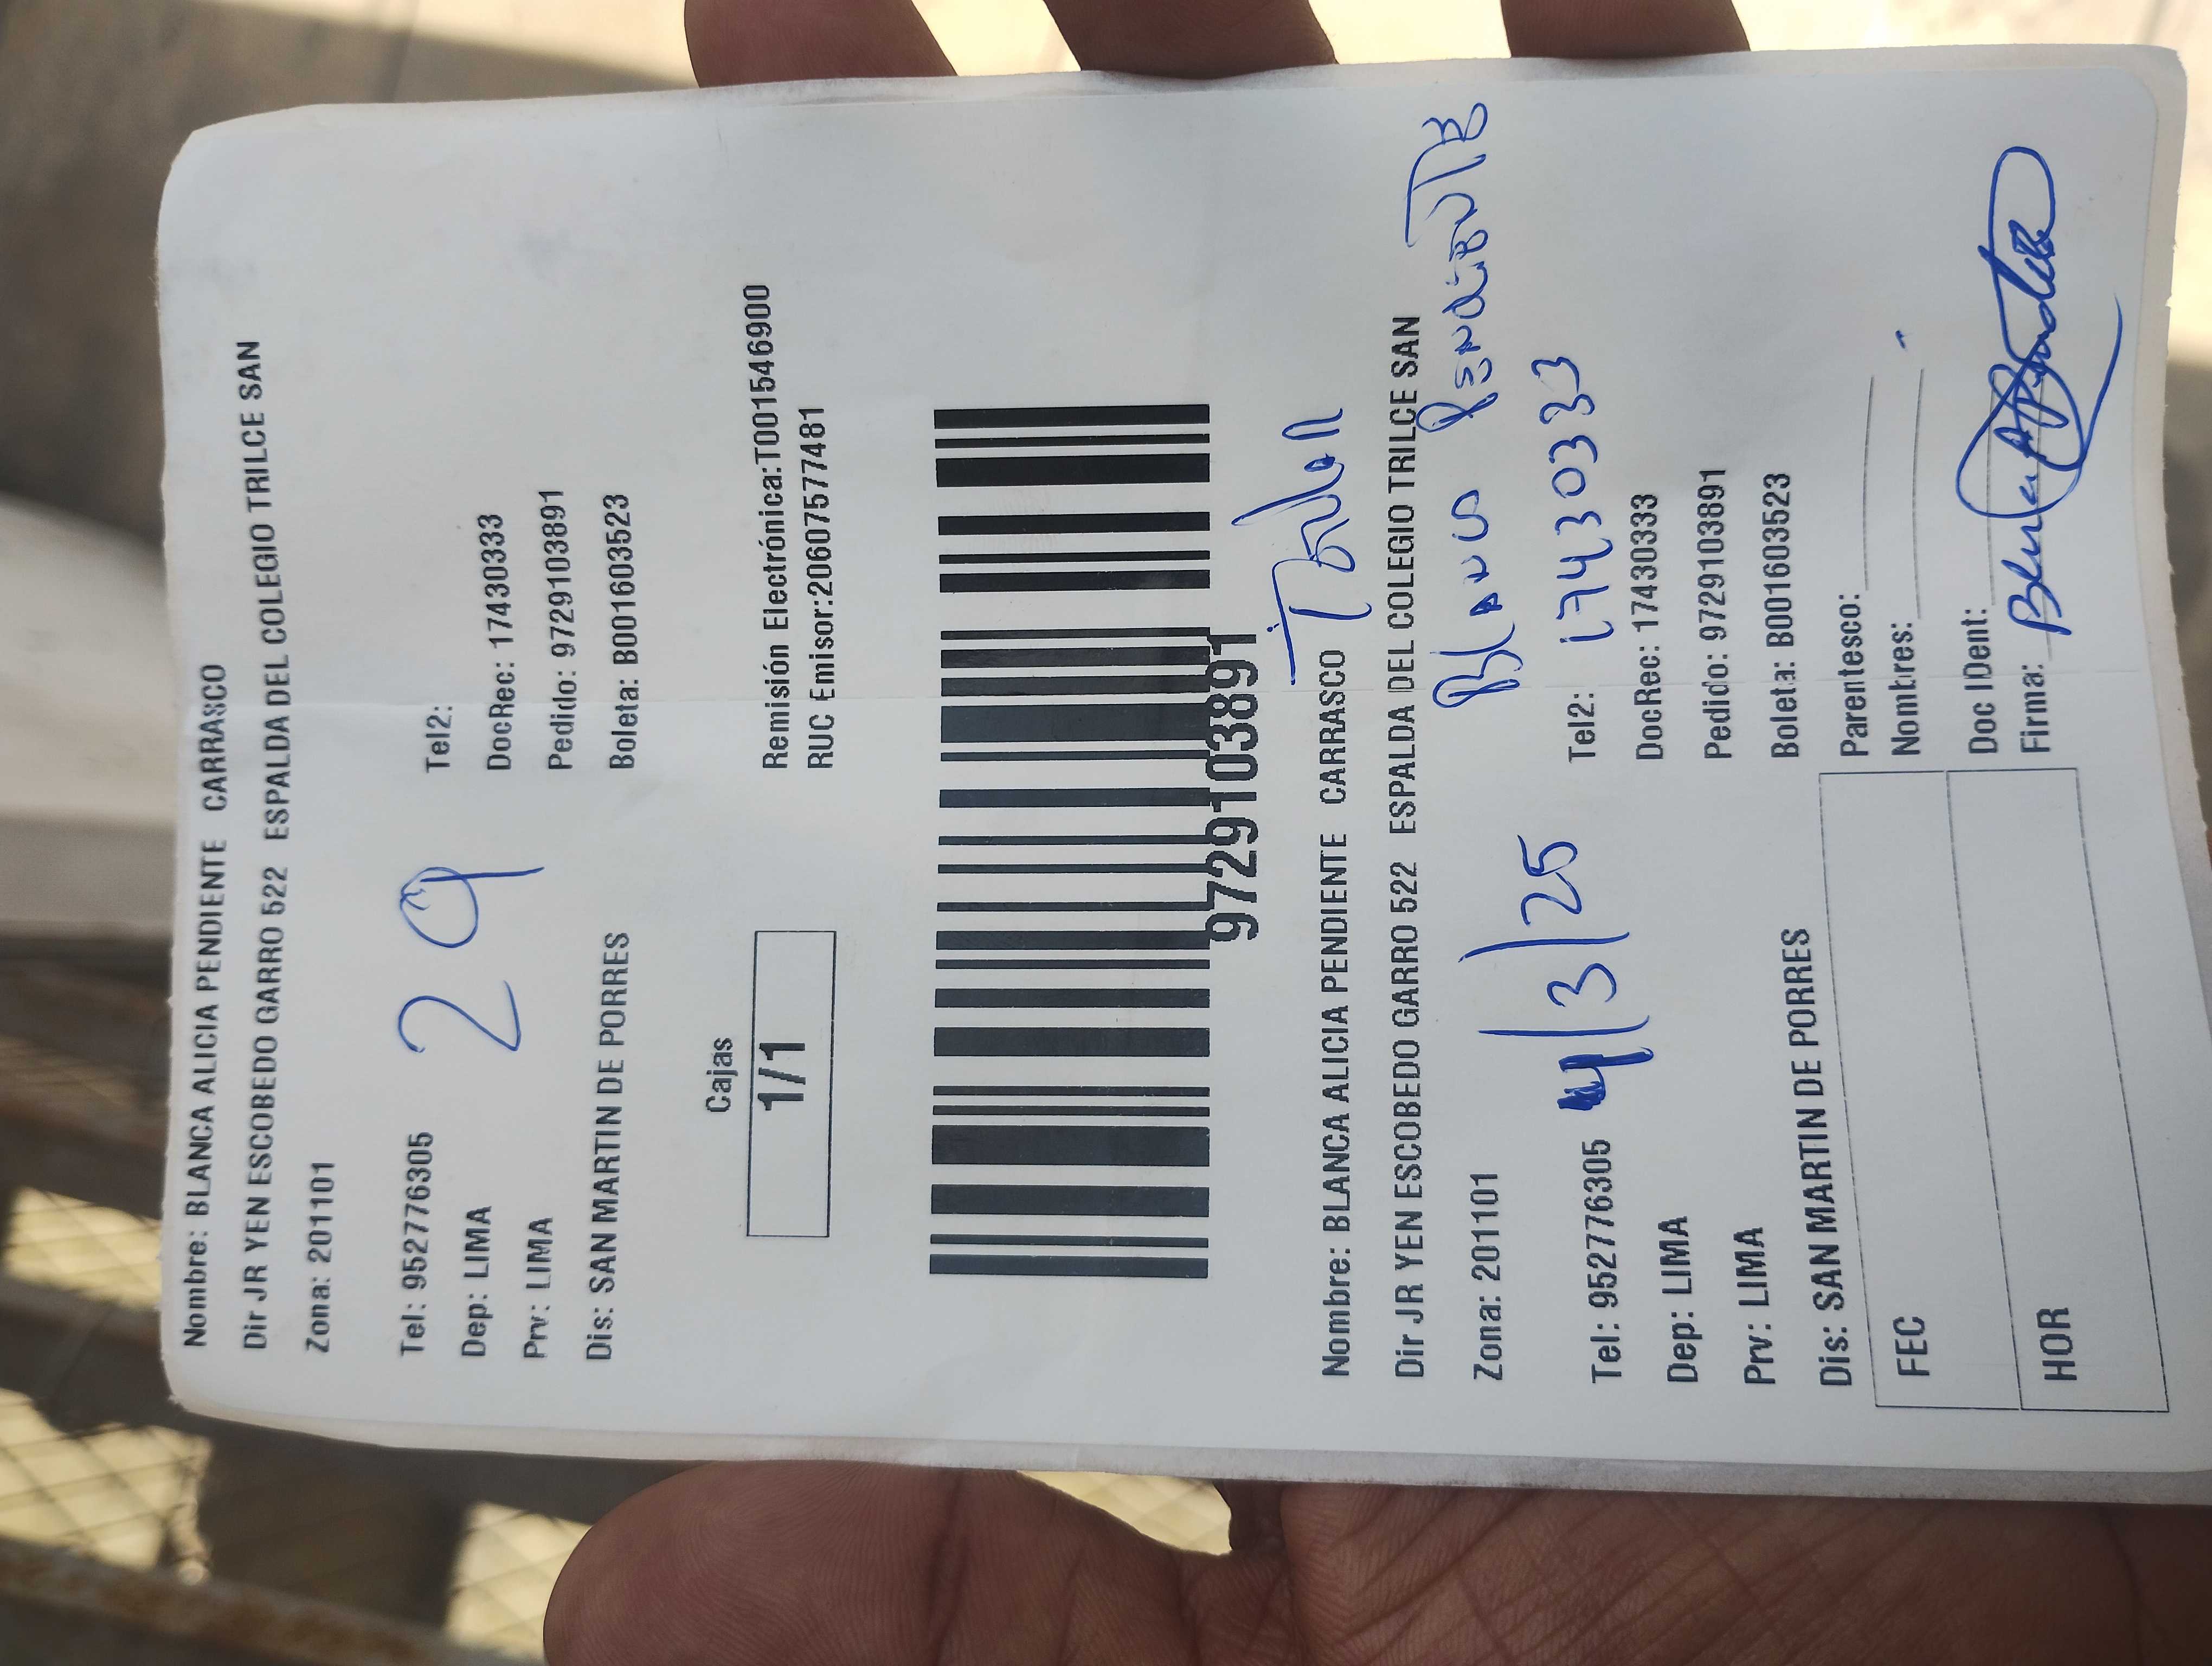 Nombre: BLANCA ALICIA PENDIENTE CARRASCO
Dir JR YEN ESCOBEDO GARRO 522 ESPALDA DEL COLEGIO TRILCE SAN
Zona: 201101
Tel: 952776305 29 Tel2:
Dep: LIMA DocRec: 17430333
Prv: LIMA Pedido: 9729103891
Dis: SAN MARTIN DE PORRES Boleta: B001603523
Cajas
1/1
Remisión Electrónica:T001546900
RUC Emisor:20607577481
9729103891
Nombre: BLANCA ALICIA PENDIENTE CARRASCO
Dir JR YEN ESCOBEDO GARRO 522 ESPALDA DEL COLEGIO TRILCE SAN
Blanca Pendiente
Zona: 201101
4/3/25 17430333
Tel: 952776305 Tel2:
Dep: LIMA DocRec: 17430333
Prv: LIMA Pedido: 9729103891
Dis: SAN MARTIN DE PORRES Boleta: B001603523
FEC Parentesco:
Nombres:
HOR Doc IDent:
Firma: